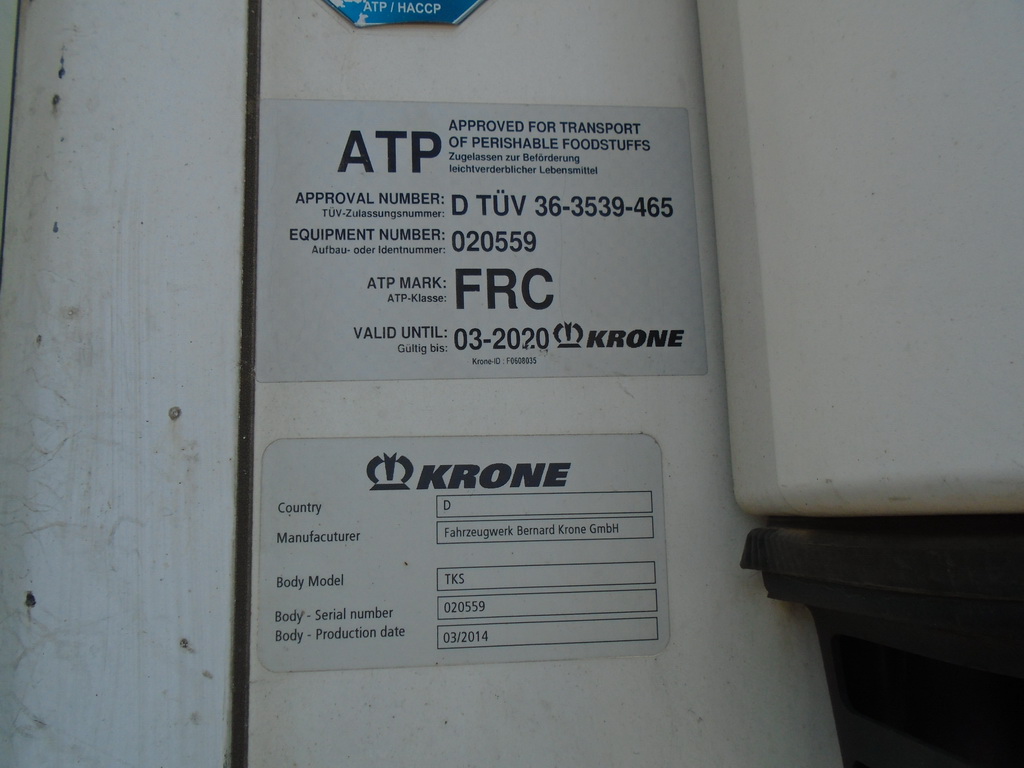 ATP / HACCP
ATP
APPROVED FOR TRANSPORT
OF PERISHABLE FOODSTUFFS
Zugelassen zur Beförderung
leichtverderblicher Lebensmittel
APPROVAL NUMBER: D TÜV 36-3539-465
TÜV-Zulassungsnummer:
EQUIPMENT NUMBER: 020559
Aufbau- oder Identnummer:
ATP MARK: FRC
ATP-Klasse:
VALID UNTIL: 03-2020 KRONE
Gültig bis:
Krone-ID : F0608035
KRONE
Country D
Manufacuturer Fahrzeugwerk Bernard Krone GmbH
Body Model TKS
Body - Serial number 020559
Body - Production date 03/2014